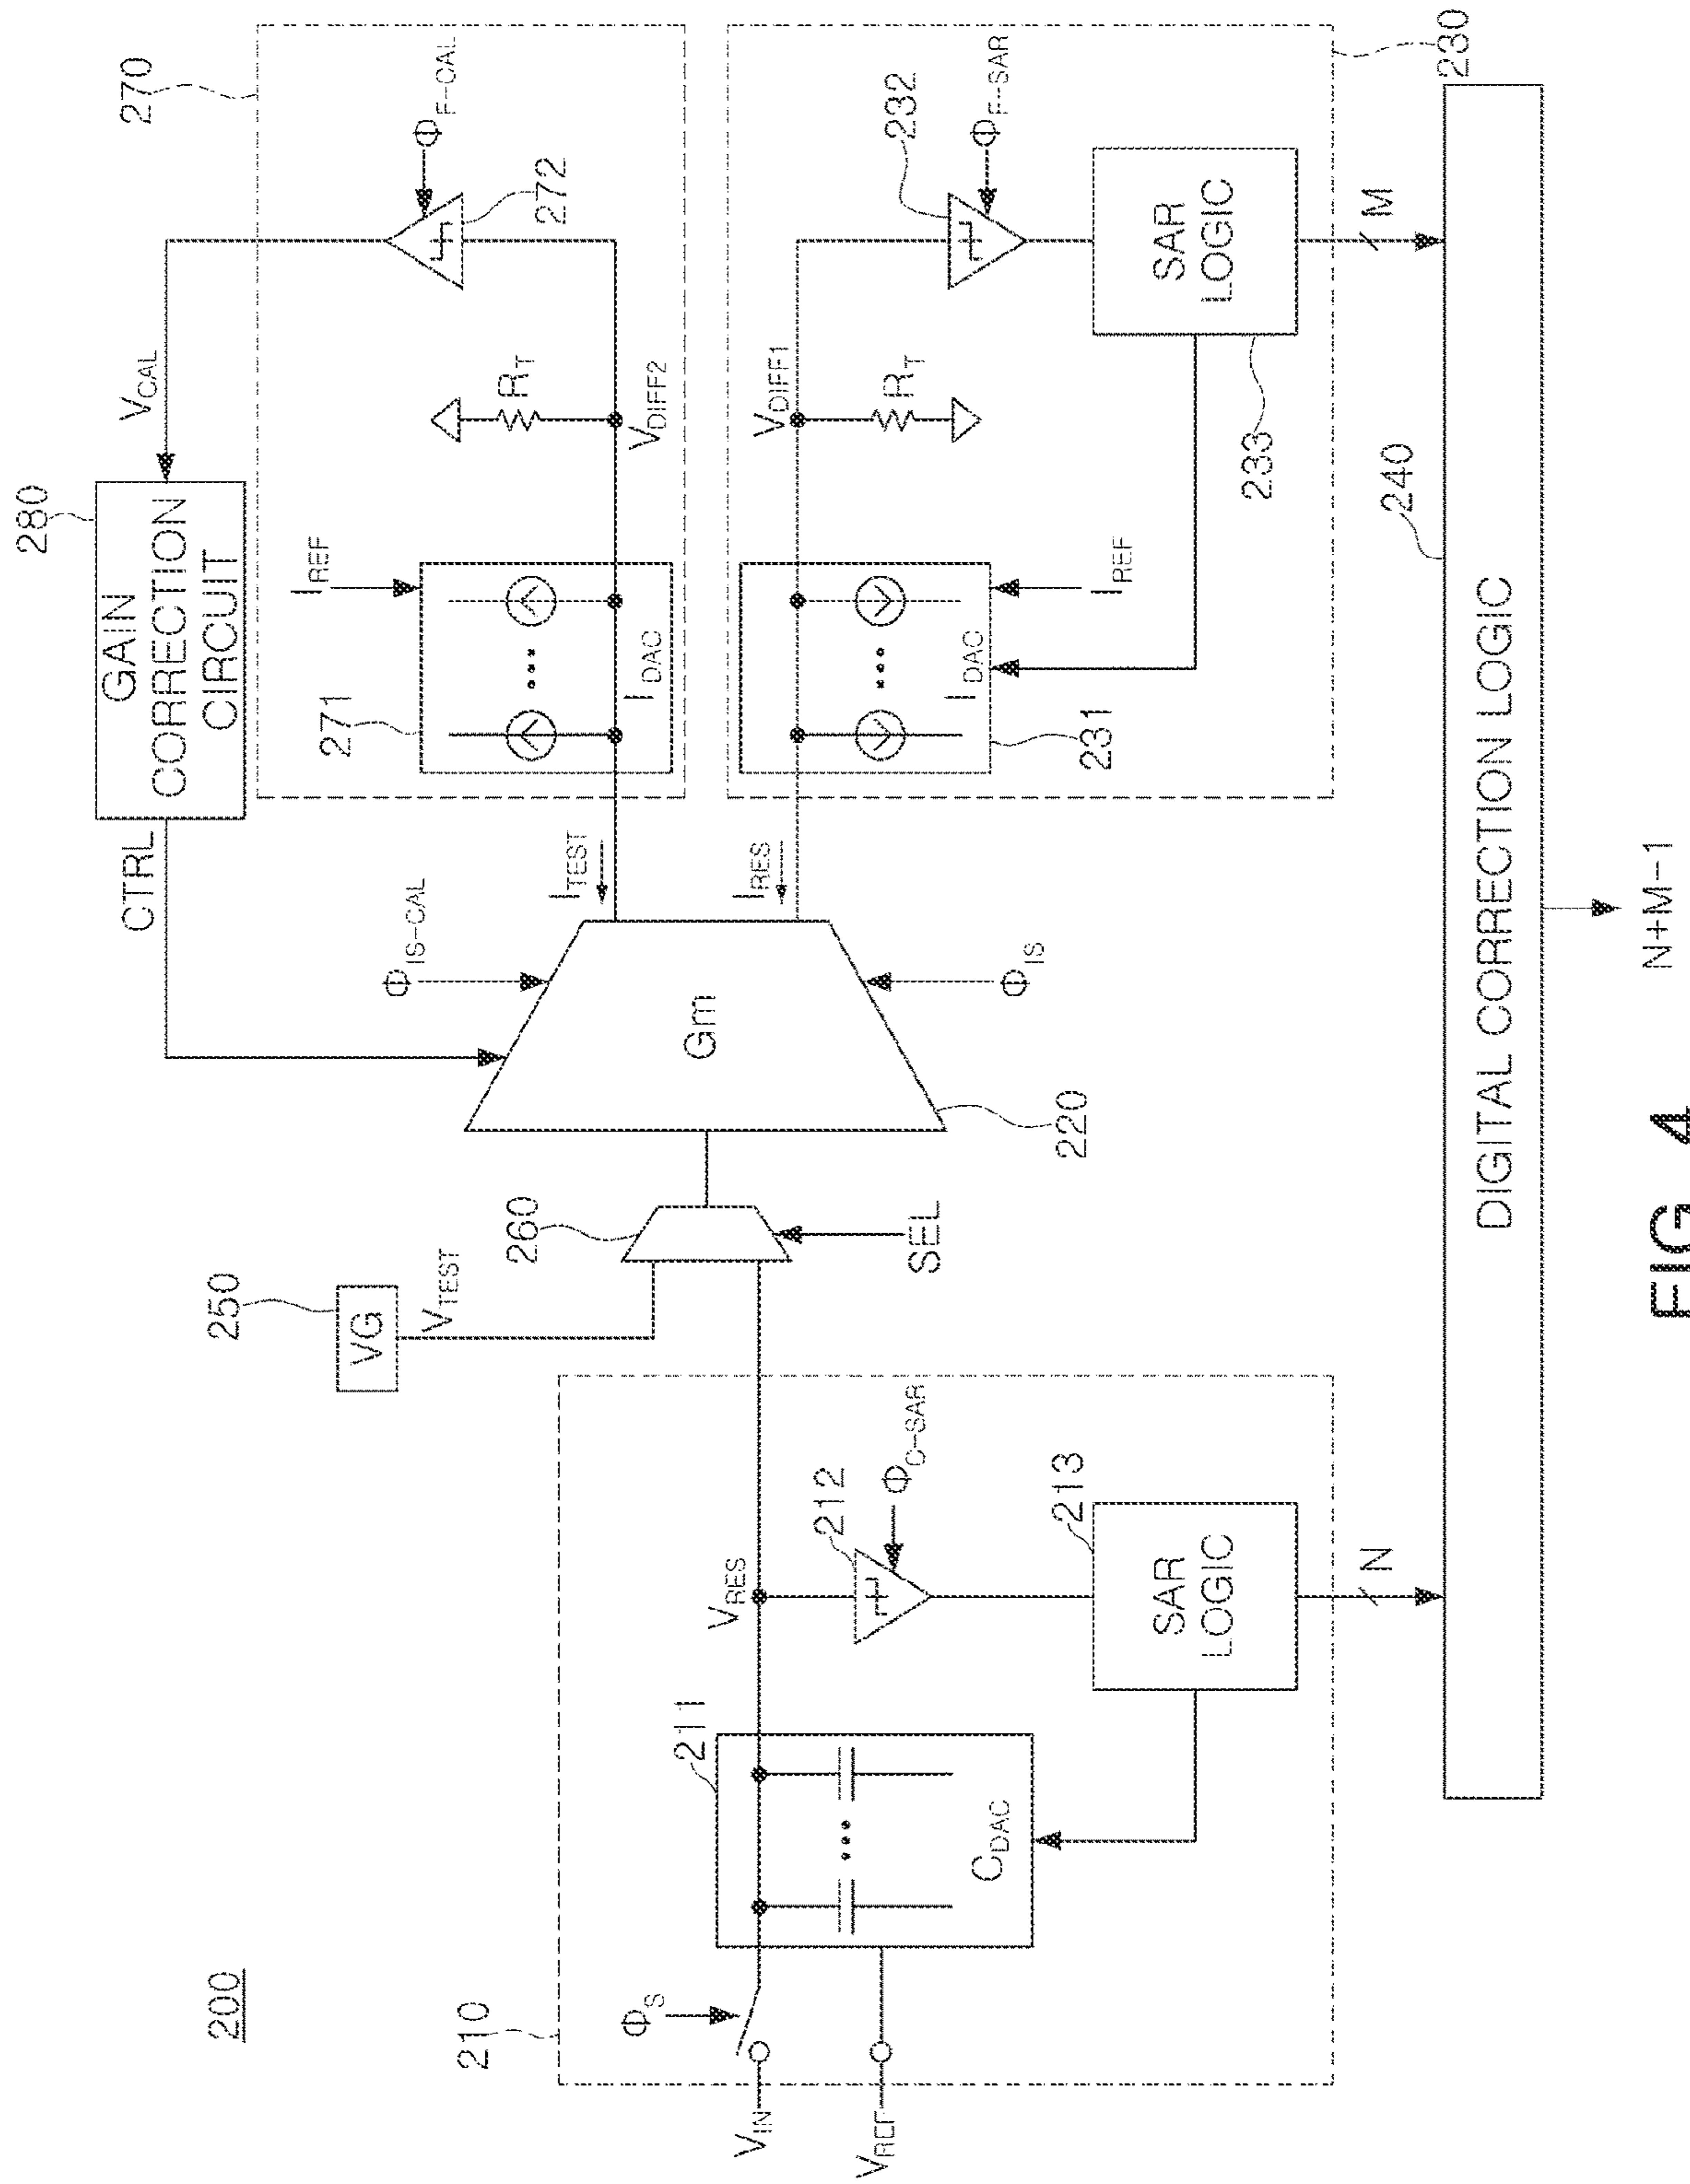 200
280
GAIN
CORRECTION
CIRCUIT
CTRL
VCAL
270
ΦF-CAL
272
IREF
271
IDAC
RT
VDIFF2
250
VG
VTEST
260
SEL
ΦIS-CAL
Gm
ΦIS
220
ITEST
IRES
VDIFF1
RT
232
ΦF-SAR
IDAC
IREF
231
SAR
LOGIC
233
230
M
210
ΦS
VIN
VREF
211
CDAC
VRES
212
ΦC-SAR
213
SAR
LOGIC
N
240
DIGITAL CORRECTION LOGIC
N+M-1
FIG. 4